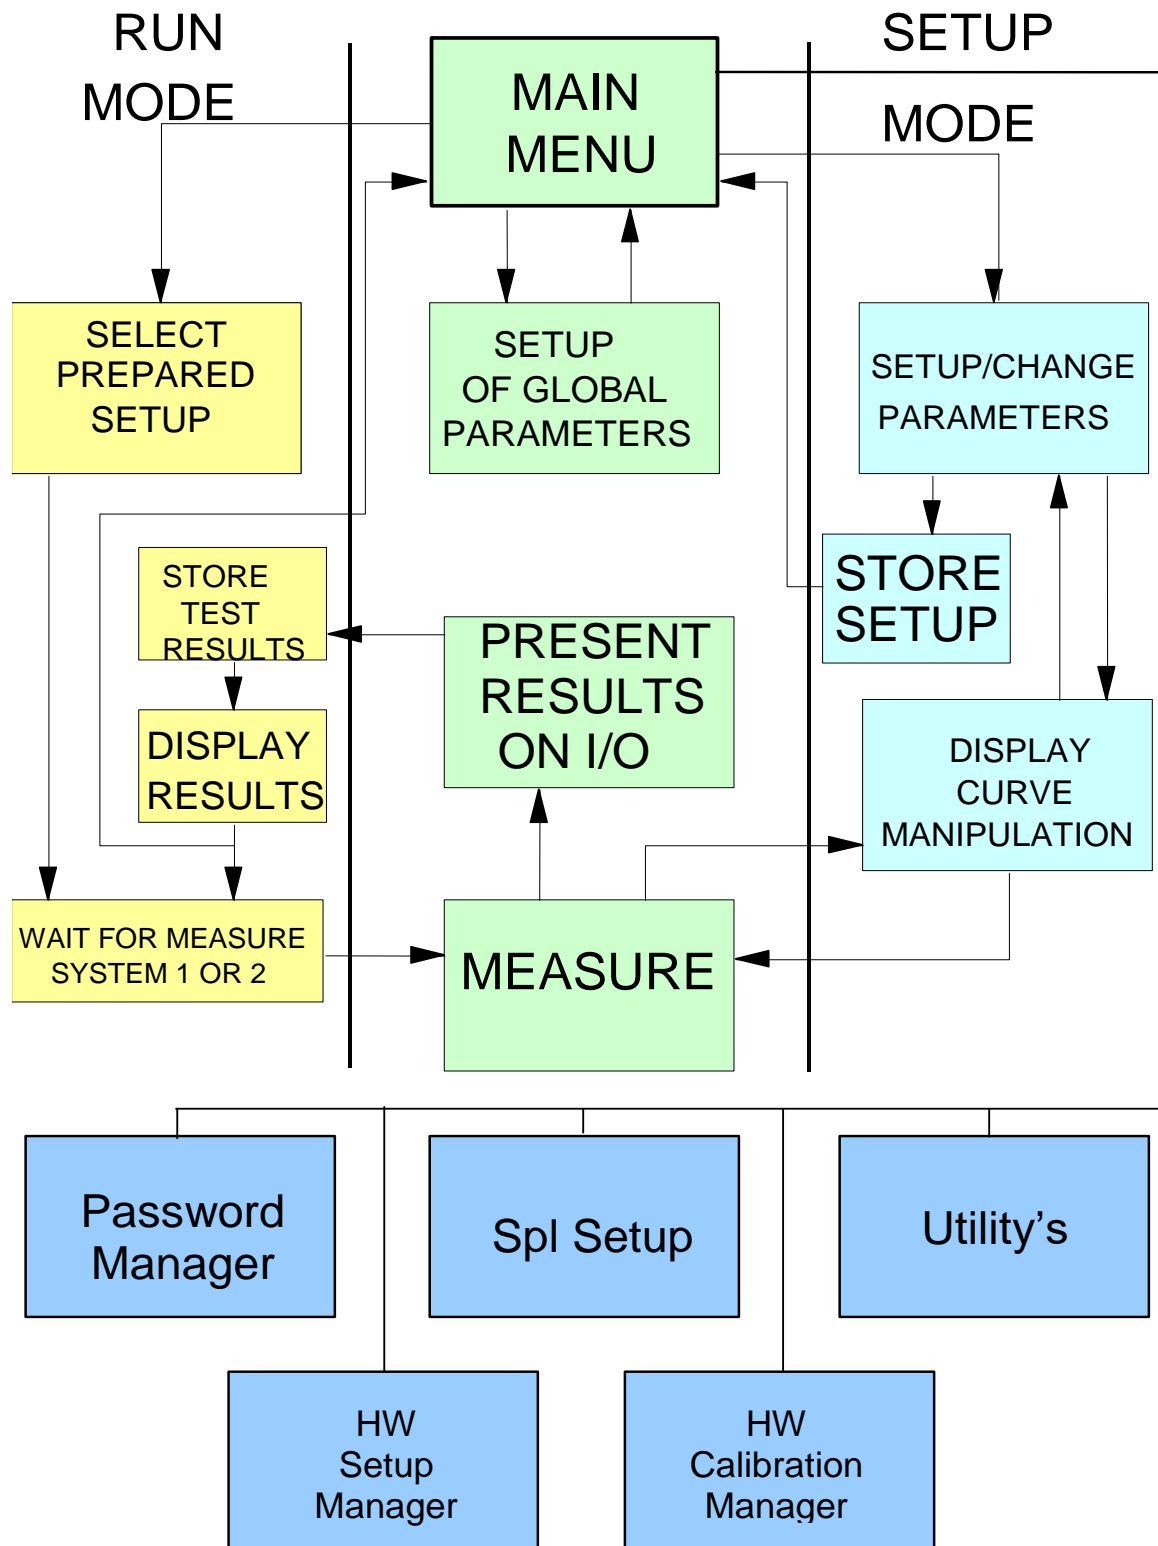 RUN
MODE
MAIN
MENU
SETUP
MODE
SELECT
PREPARED
SETUP
SETUP
OF GLOBAL
PARAMETERS
SETUP/CHANGE
PARAMETERS
STORE
TEST
RESULTS
PRESENT
RESULTS
ON I/O
STORE
SETUP
DISPLAY
RESULTS
DISPLAY
CURVE
MANIPULATION
WAIT FOR MEASURE
SYSTEM 1 OR 2
MEASURE
Password
Manager
Spl Setup
Utility’s
HW
Setup
Manager
HW
Calibration
Manager